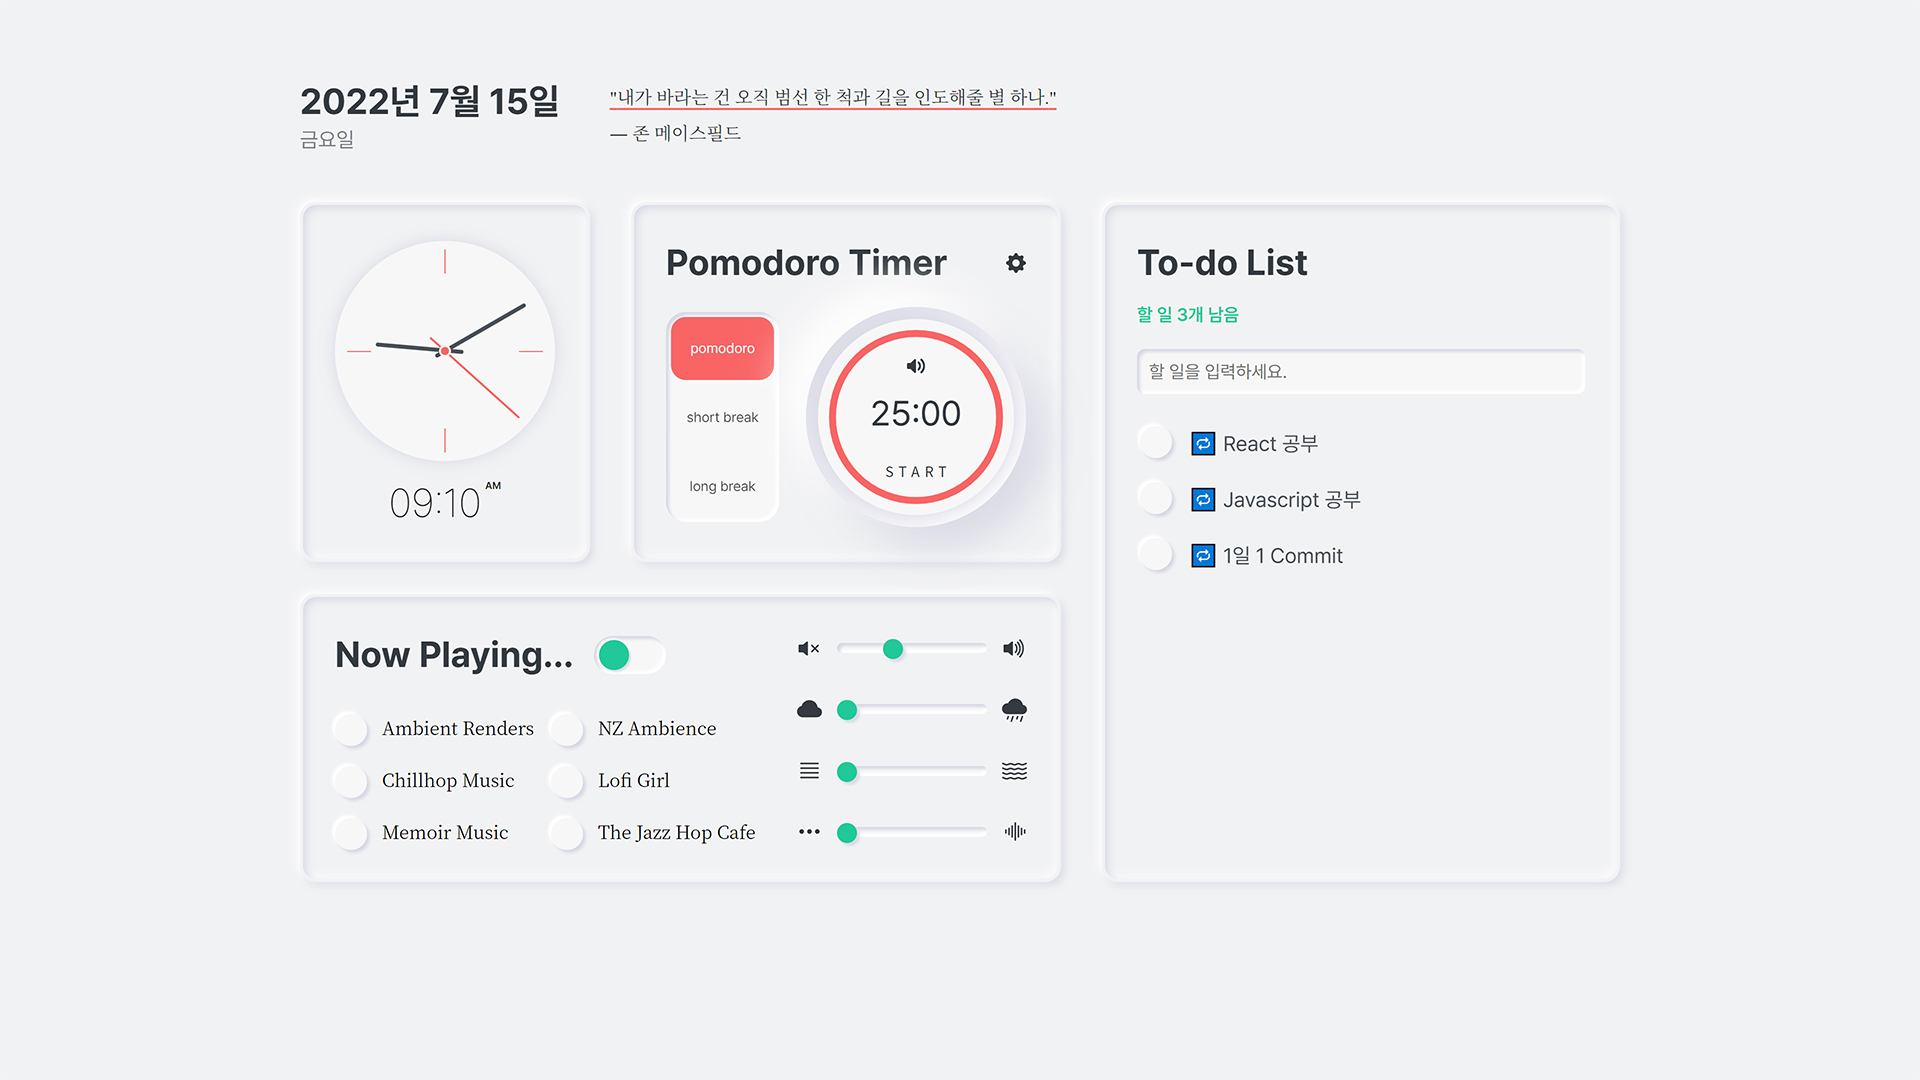 2022년 7월 15일
금요일
"내가 바라는 건 오직 범선 한 척과 길을 인도해줄 별 하나."
― 존 메이스필드
09:10 AM
Pomodoro Timer
pomodoro
short break
long break
25:00
START
To-do List
할 일 3개 남음
할 일을 입력하세요.
🔁 React 공부
🔁 Javascript 공부
🔁 1일 1 Commit
Now Playing...
Ambient Renders
NZ Ambience
Chillhop Music
Lofi Girl
Memoir Music
The Jazz Hop Cafe